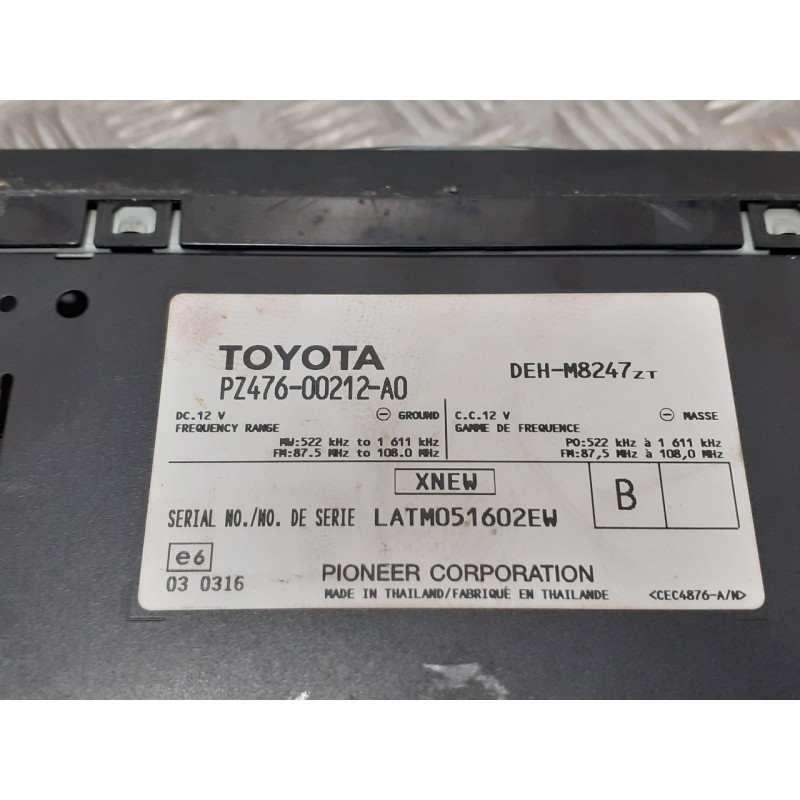 TOYOTA
PZ476-00212-A0
DEH-M8247ZT
DC.12 V ⊖ GROUND
FREQUENCY RANGE
MW:522 kHz to 1 611 kHz
FM:87.5 MHz to 108.0 MHz
C.C.12 V ⊖ MASSE
GAMME DE FREQUENCE
PO:522 kHz à 1 611 kHz
FM:87,5 MHz à 108,0 MHz
XNEW
B
SERIAL NO./NO. DE SERIE LATM051602EW
e6
03 0316
PIONEER CORPORATION
MADE IN THAILAND/FABRIQUÉ EN THAILANDE
<CEC4876-A/N>